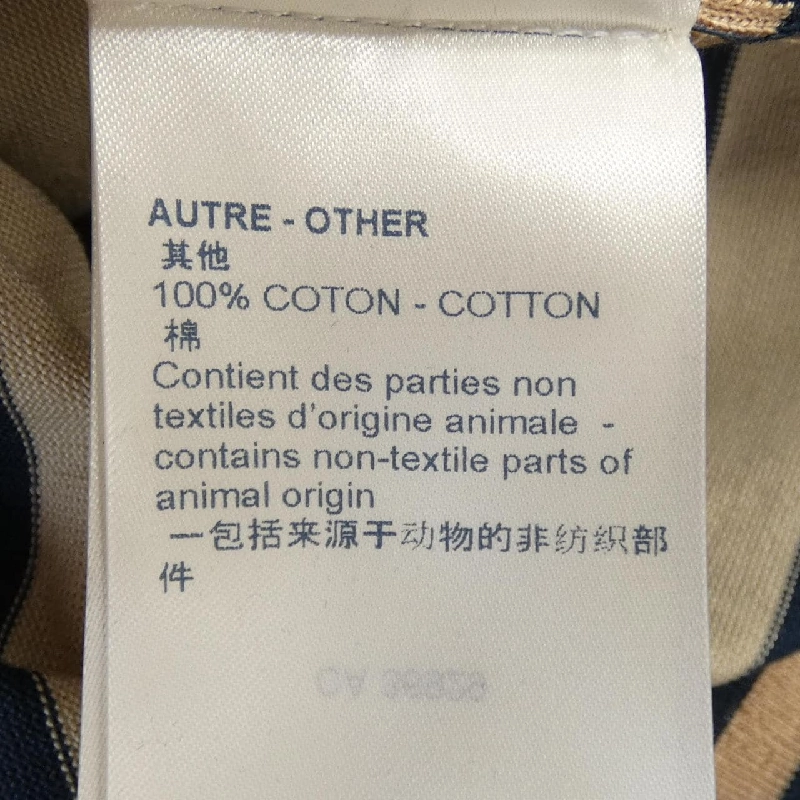 AUTRE - OTHER
其他
100% COTON - COTTON
棉
Contient des parties non
textiles d'origine animale -
contains non-textile parts of
animal origin
一包括来源于动物的非纺织部
件